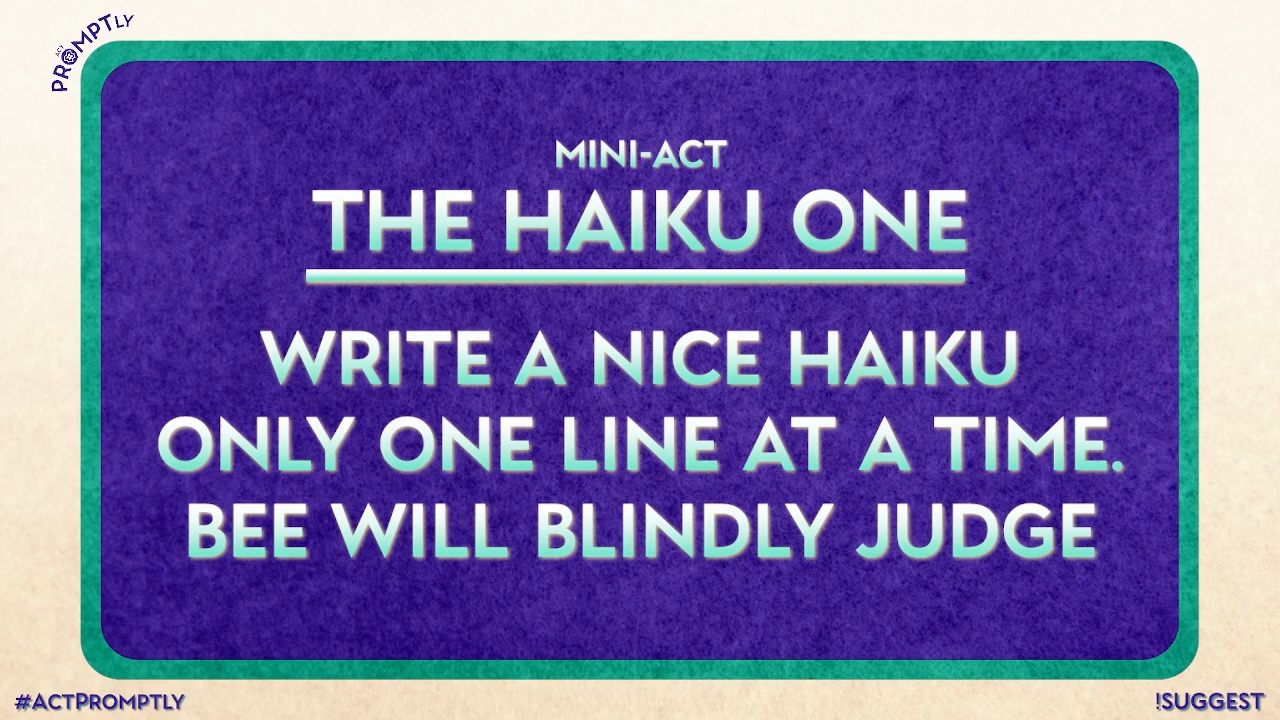 ACT PROMPTLY
MINI-ACT
THE HAIKU ONE
WRITE A NICE HAIKU
ONLY ONE LINE AT A TIME.
BEE WILL BLINDLY JUDGE
#ACTPROMPTLY
!SUGGEST